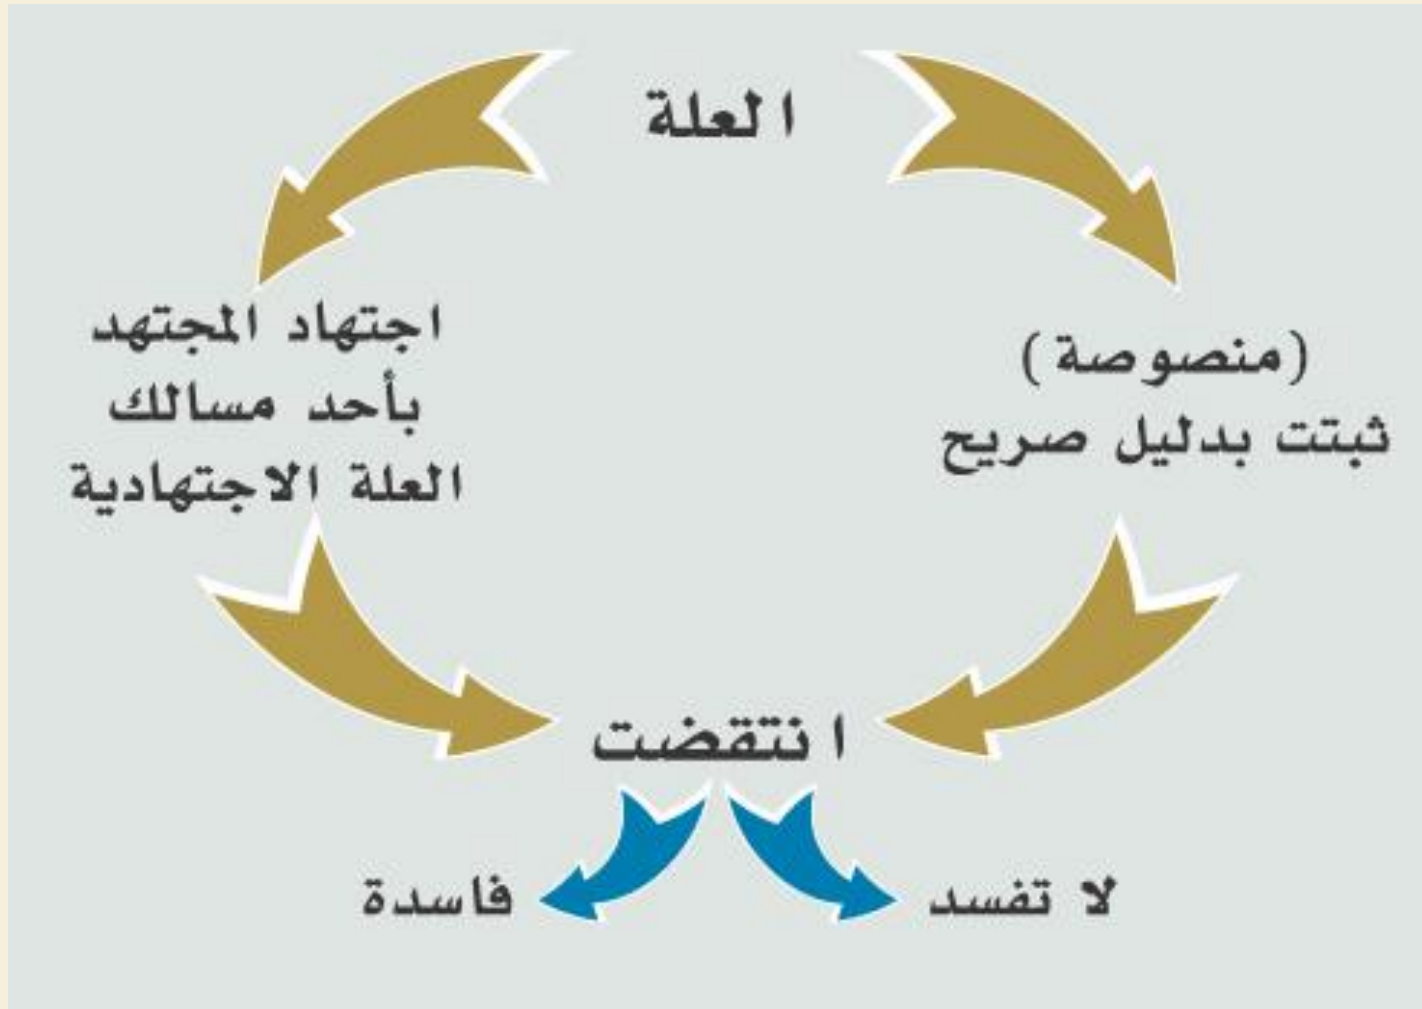 العلة
(منصوصة)
ثبتت بدليل صريح
اجتهاد المجتهد
بأحد مسالك
العلة الاجتهادية
انتقضت
لا تفسد
فاسدة